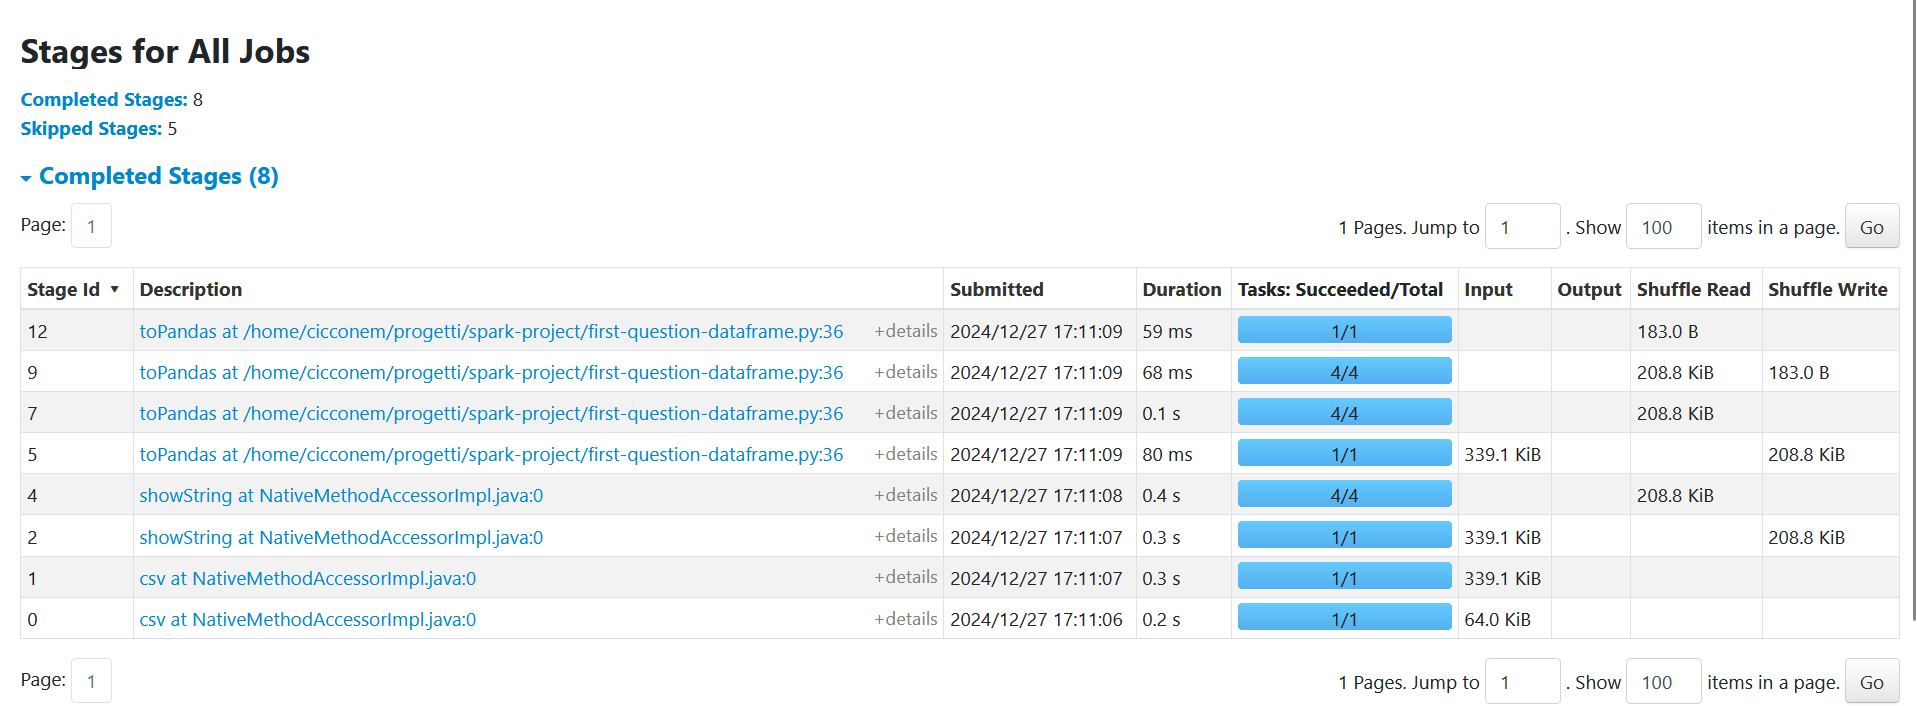 Stages for All Jobs
Completed Stages: 8
Skipped Stages: 5
Completed Stages (8)
Page: 1 1 Pages. Jump to 1 . Show 100 items in a page. Go
Stage Id ▼ Description Submitted Duration Tasks: Succeeded/Total Input Output Shuffle Read Shuffle Write
12 toPandas at /home/cicconem/progetti/spark-project/first-question-dataframe.py:36 +details 2024/12/27 17:11:09 59 ms 1/1 183.0 B
9 toPandas at /home/cicconem/progetti/spark-project/first-question-dataframe.py:36 +details 2024/12/27 17:11:09 68 ms 4/4 208.8 KiB 183.0 B
7 toPandas at /home/cicconem/progetti/spark-project/first-question-dataframe.py:36 +details 2024/12/27 17:11:09 0.1 s 4/4 208.8 KiB
5 toPandas at /home/cicconem/progetti/spark-project/first-question-dataframe.py:36 +details 2024/12/27 17:11:09 80 ms 1/1 339.1 KiB 208.8 KiB
4 showString at NativeMethodAccessorImpl.java:0 +details 2024/12/27 17:11:08 0.4 s 4/4 208.8 KiB
2 showString at NativeMethodAccessorImpl.java:0 +details 2024/12/27 17:11:07 0.3 s 1/1 339.1 KiB 208.8 KiB
1 csv at NativeMethodAccessorImpl.java:0 +details 2024/12/27 17:11:07 0.3 s 1/1 339.1 KiB
0 csv at NativeMethodAccessorImpl.java:0 +details 2024/12/27 17:11:06 0.2 s 1/1 64.0 KiB
Page: 1 1 Pages. Jump to 1 . Show 100 items in a page. Go